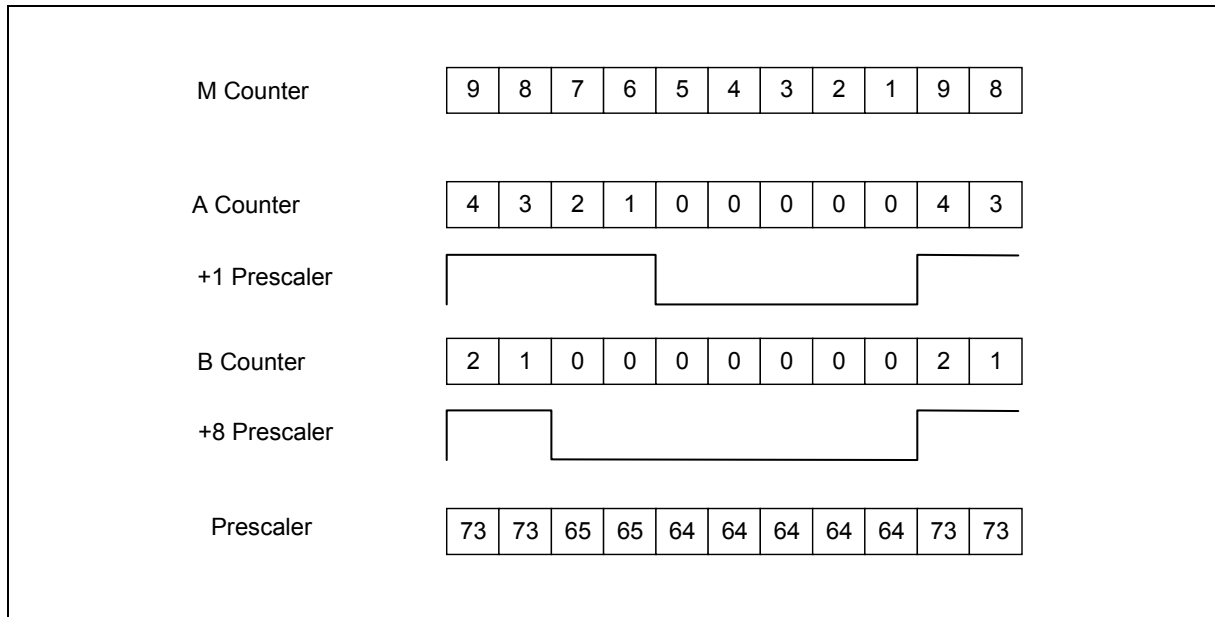 M Counter 9 8 7 6 5 4 3 2 1 9 8
A Counter 4 3 2 1 0 0 0 0 0 4 3
+1 Prescaler
B Counter 2 1 0 0 0 0 0 0 0 2 1
+8 Prescaler
Prescaler 73 73 65 65 64 64 64 64 64 73 73